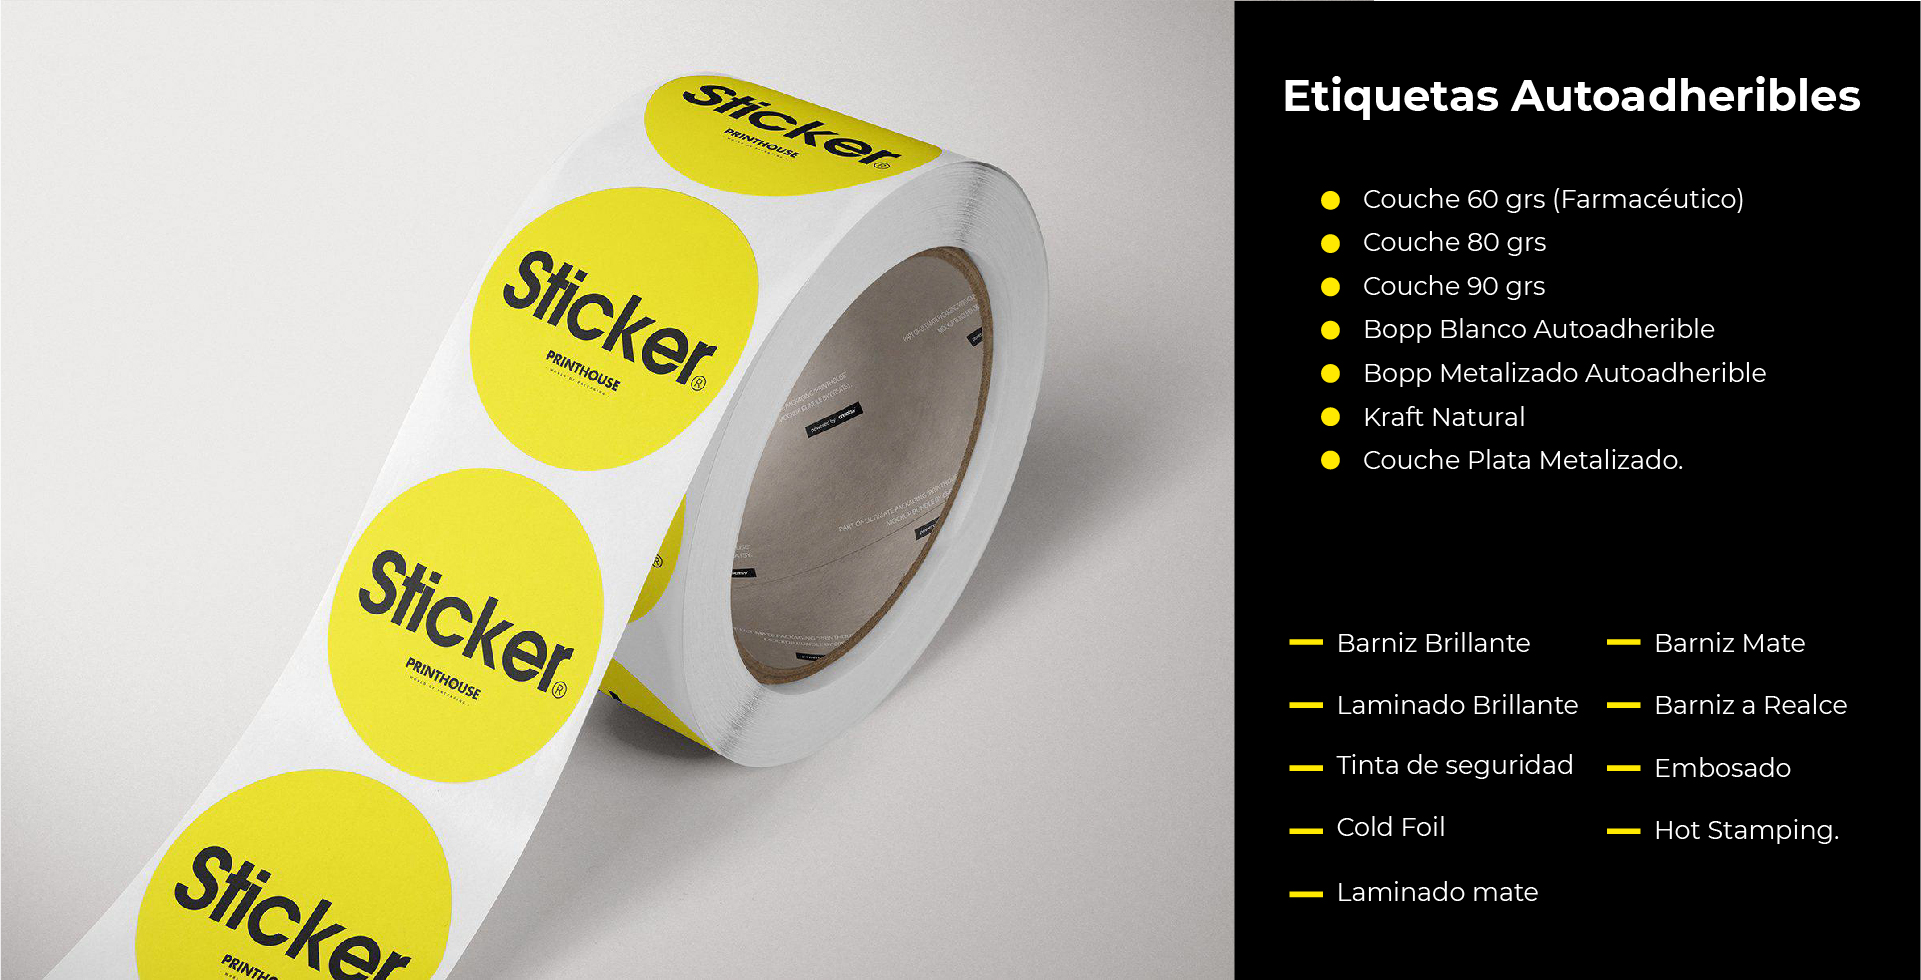 Sticker
PRINTHOUSE
Sticker®
PRINTHOUSE
Sticker®
PRINTHOUSE
Sticker
Etiquetas Autoadheribles
Couche 60 grs (Farmacéutico)
Couche 80 grs
Couche 90 grs
Bopp Blanco Autoadherible
Bopp Metalizado Autoadherible
Kraft Natural
Couche Plata Metalizado.
Barniz Brillante
Barniz Mate
Laminado Brillante
Barniz a Realce
Tinta de seguridad
Embosado
Cold Foil
Hot Stamping.
Laminado mate